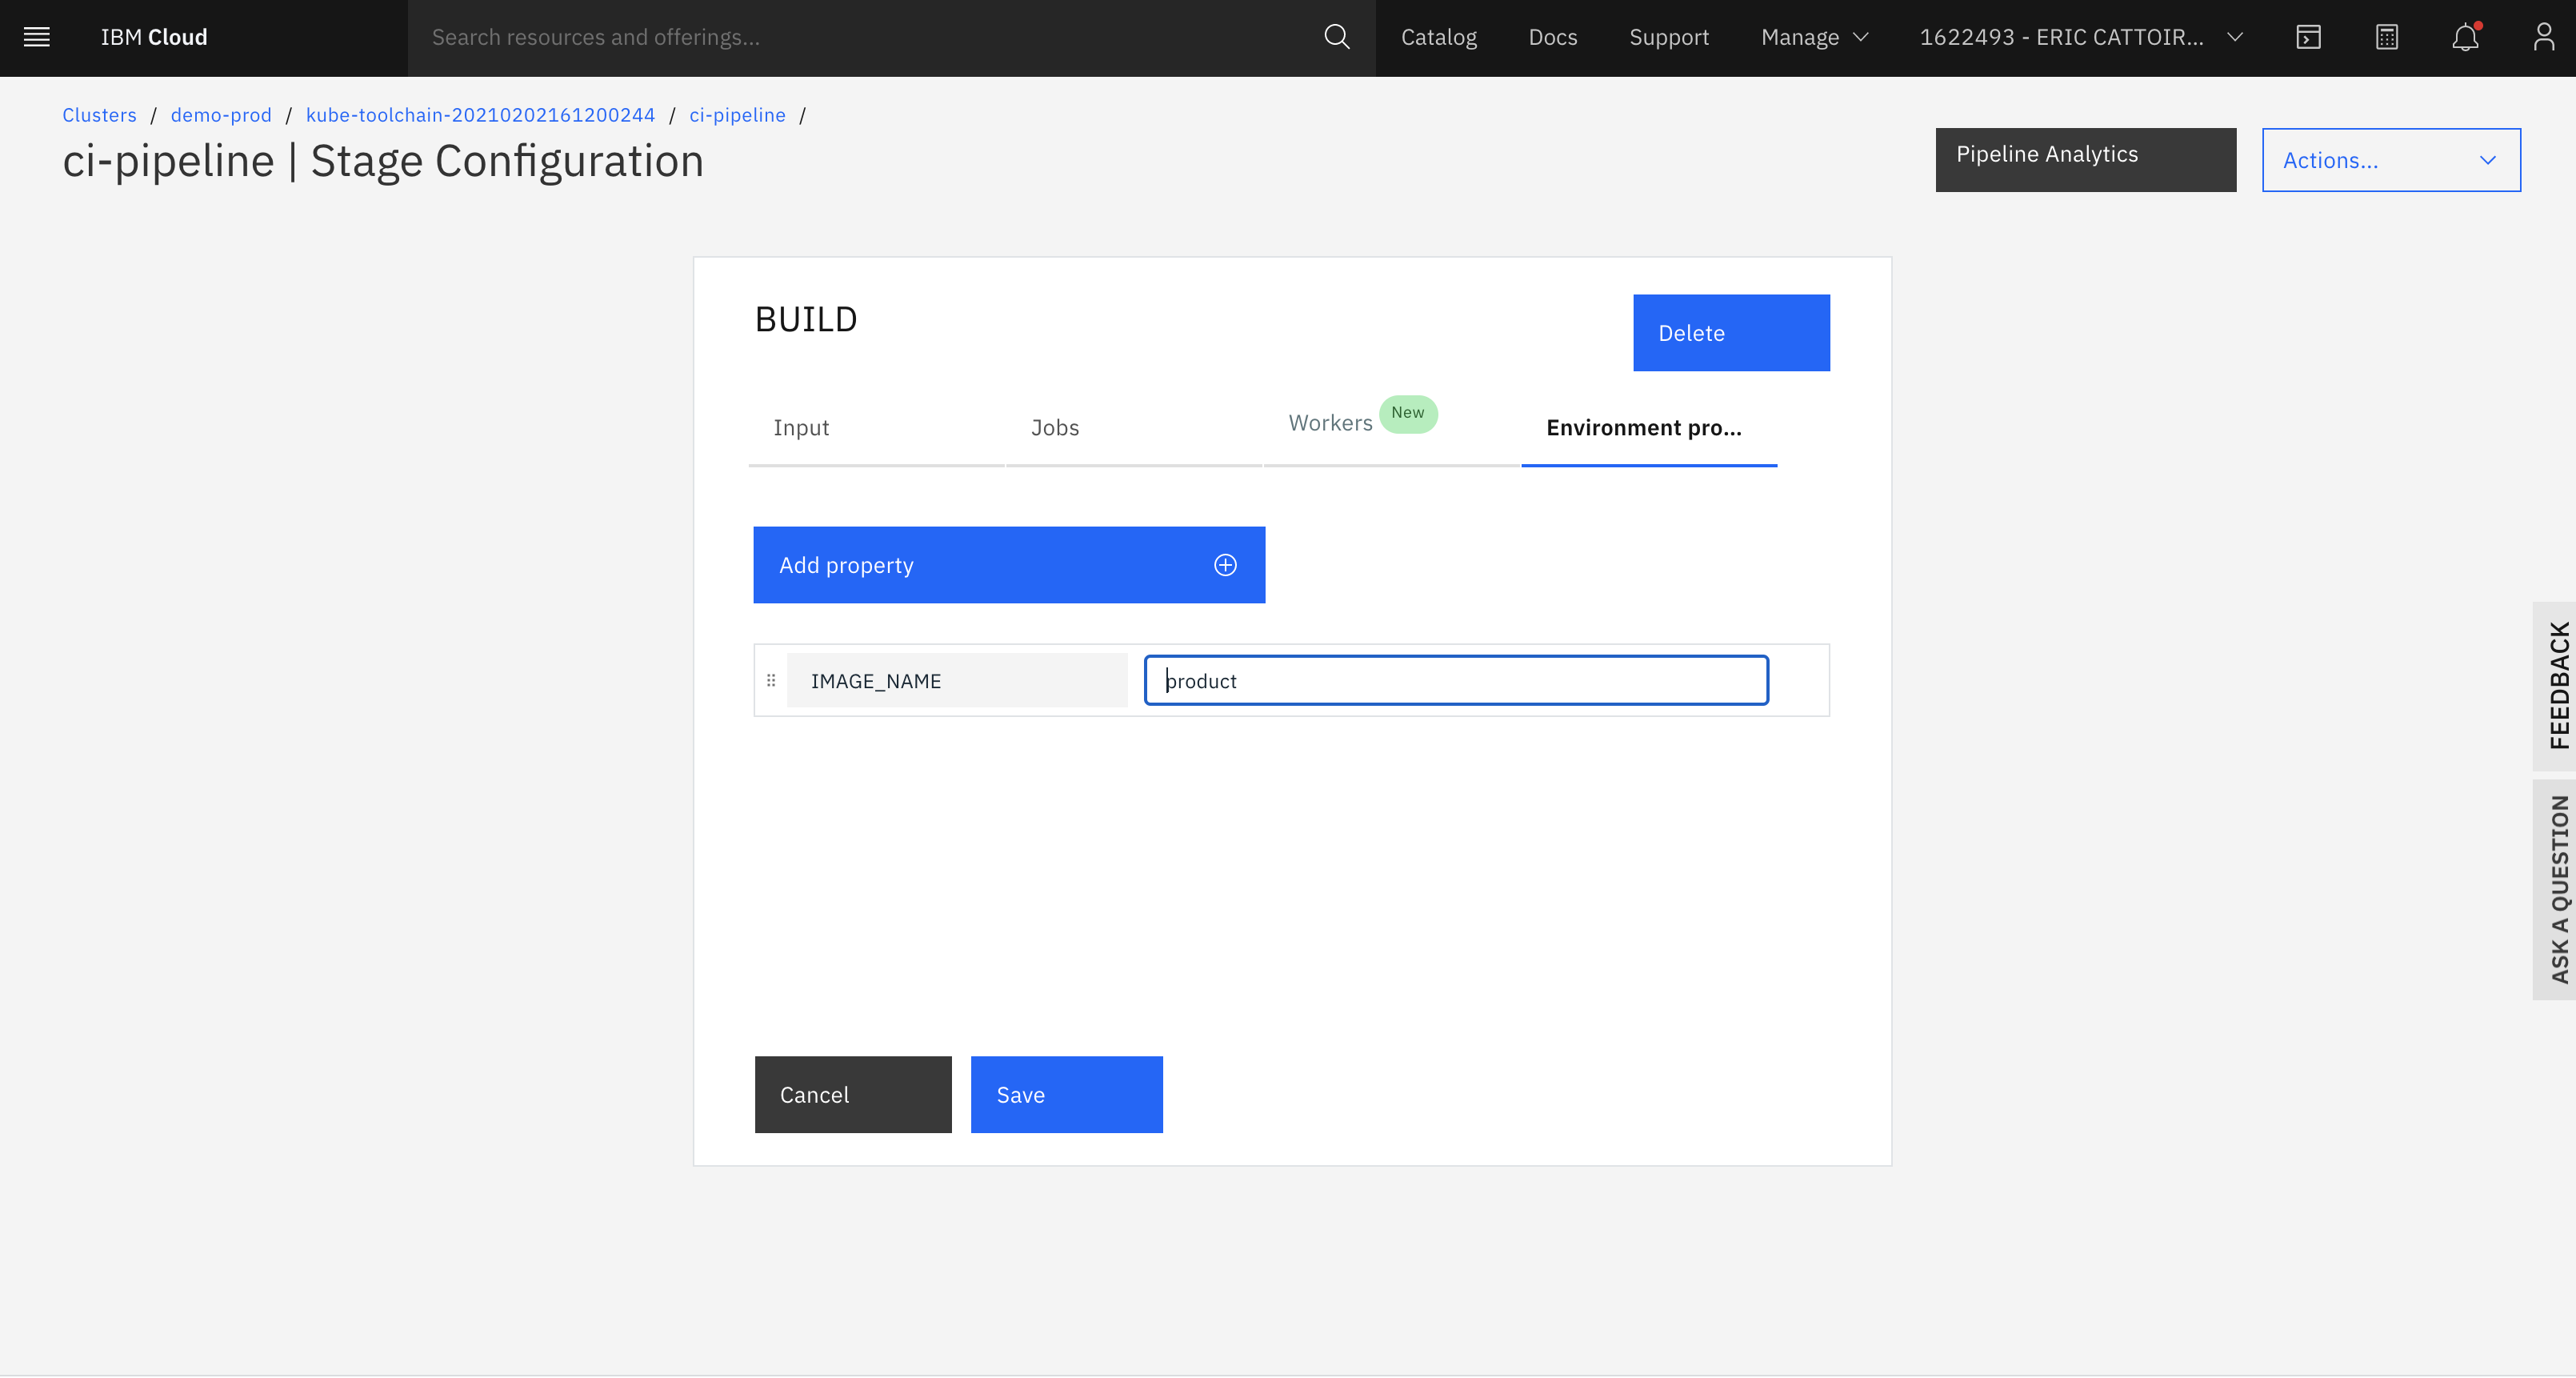 IBM Cloud
Search resources and offerings...
Catalog
Docs
Support
Manage
1622493 - ERIC CATTOIR...
Clusters / demo-prod / kube-toolchain-20210202161200244 / ci-pipeline /
ci-pipeline | Stage Configuration
Pipeline Analytics
Actions...
BUILD
Delete
Input
Jobs
Workers
New
Environment pro...
Add property
IMAGE_NAME
product
Cancel
Save
FEEDBACK
ASK A QUESTION